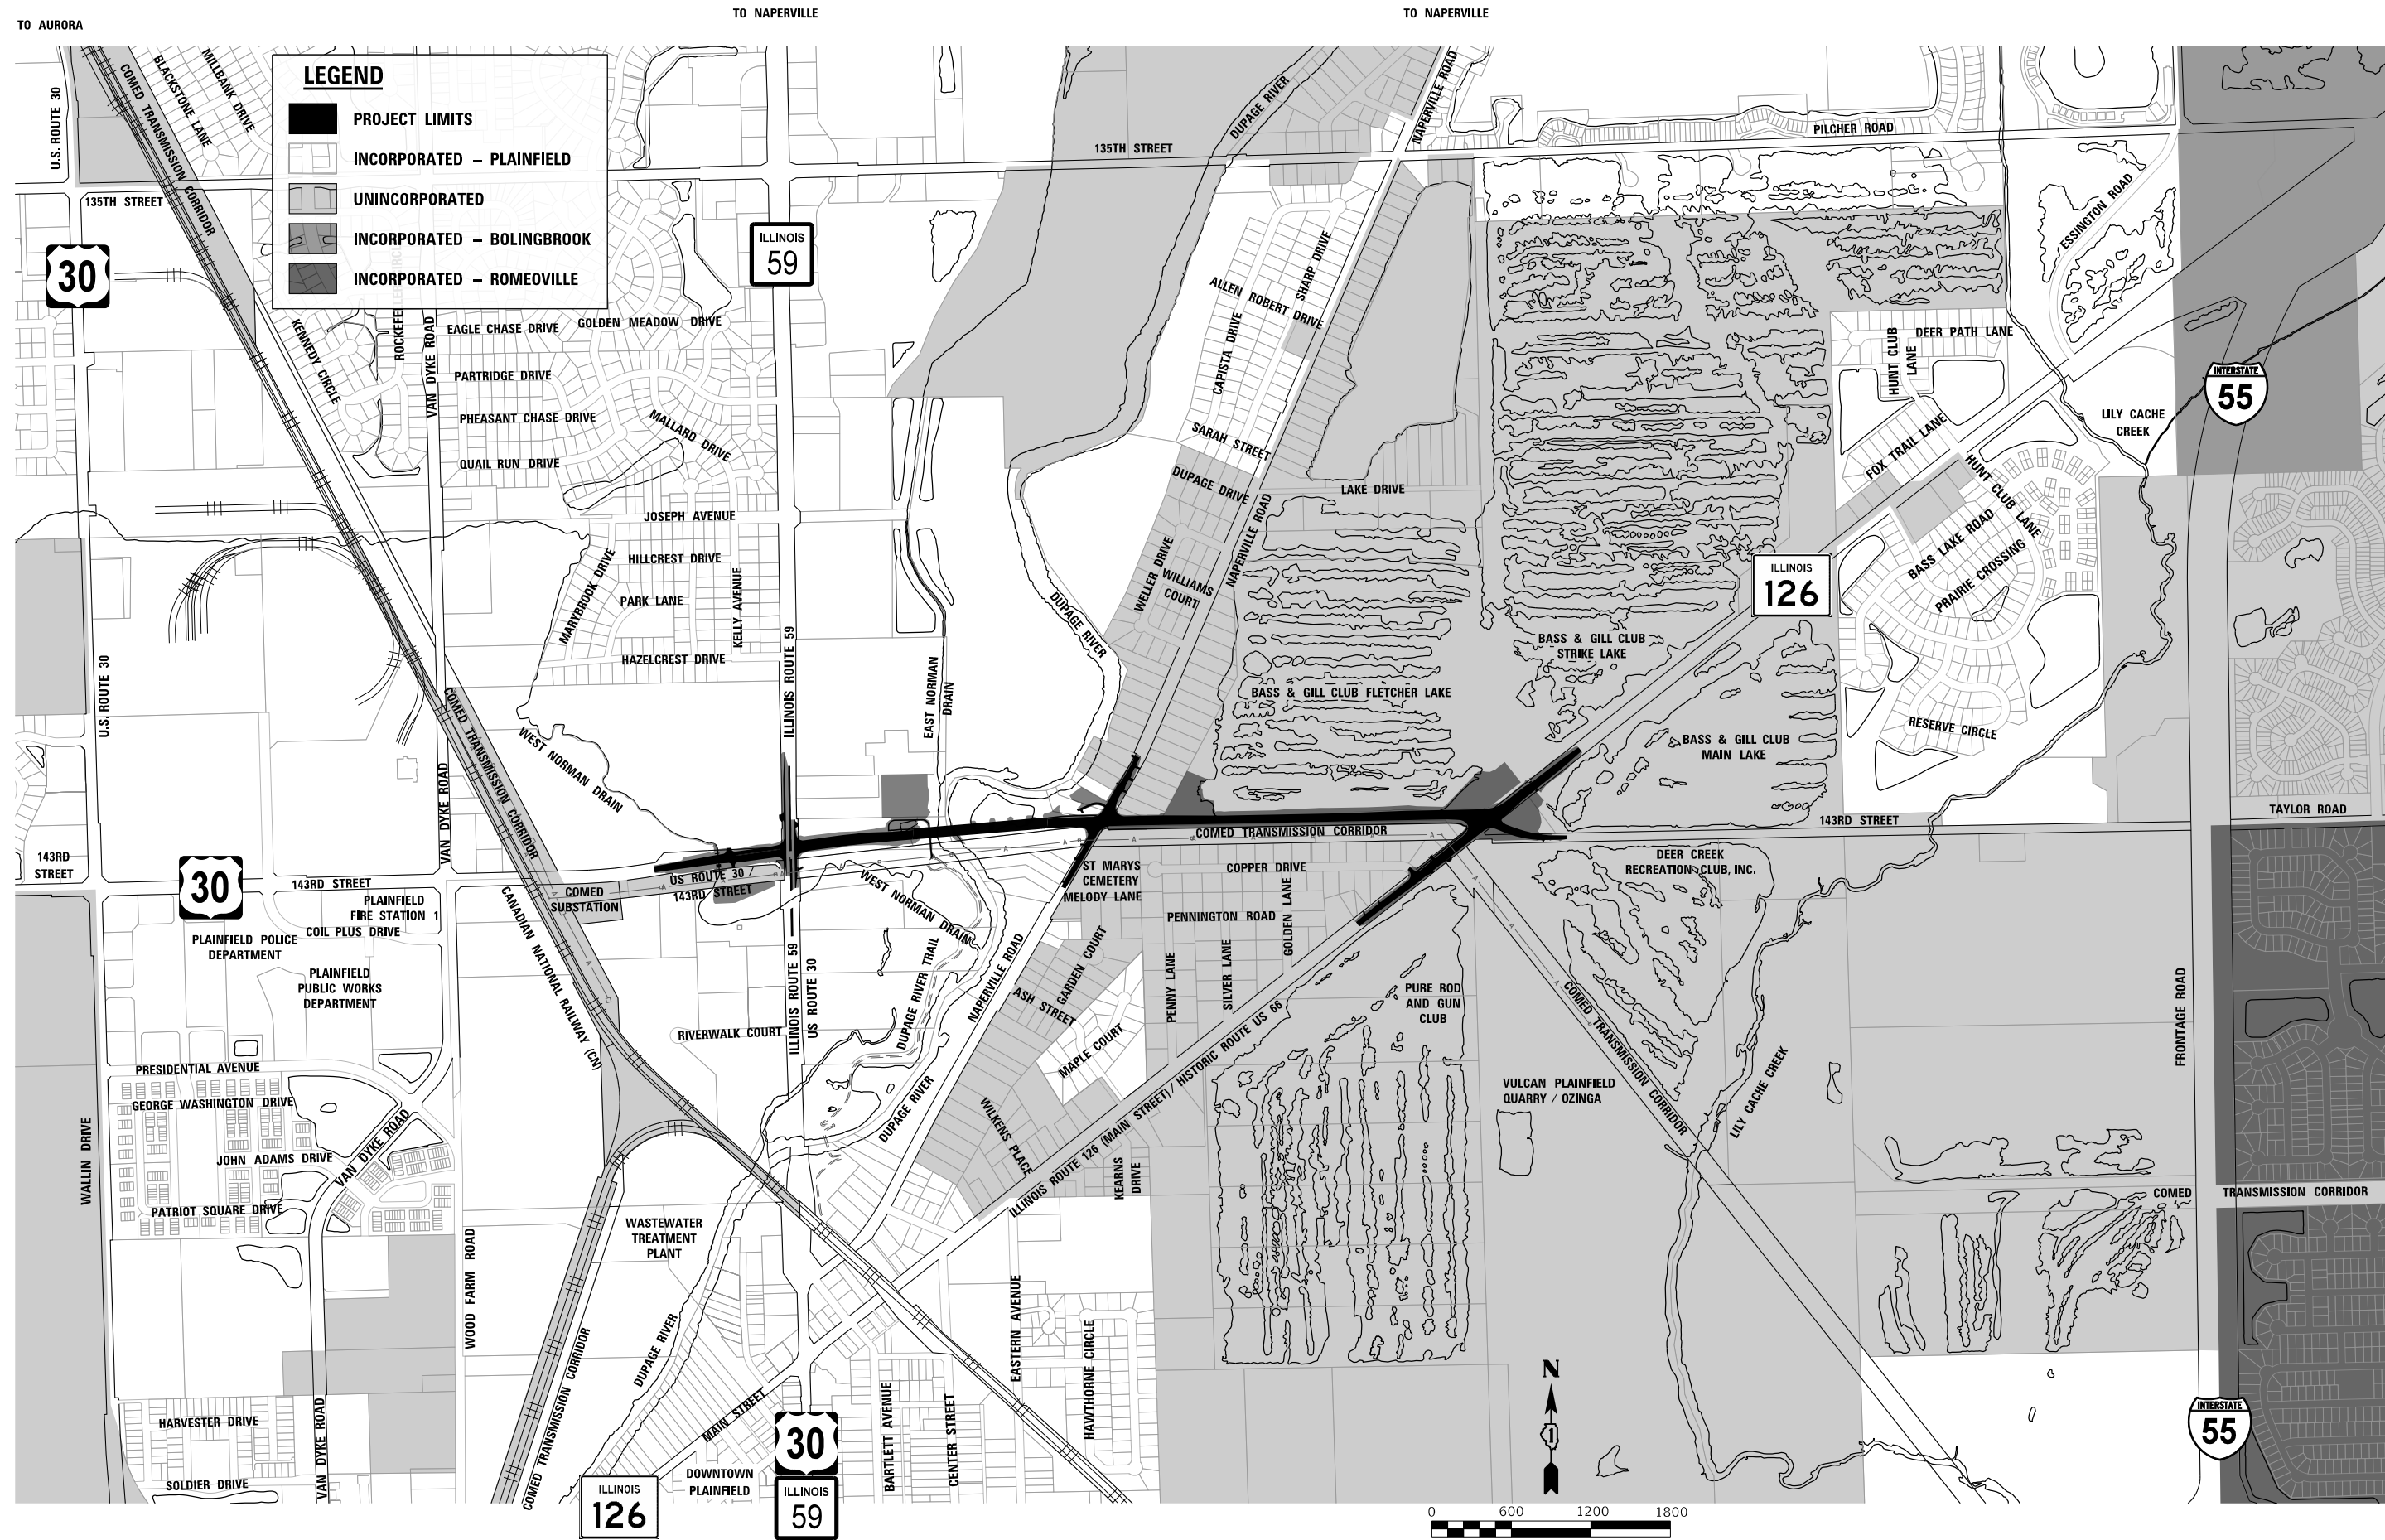 TO AURORA
TO NAPERVILLE
TO NAPERVILLE
LEGEND
PROJECT LIMITS
INCORPORATED – PLAINFIELD
UNINCORPORATED
INCORPORATED – BOLINGBROOK
INCORPORATED – ROMEOVILLE
U.S. ROUTE 30
COMED TRANSMISSION CORRIDOR
BLACKSTONE LANE
MILLBANK DRIVE
135TH STREET
30
KENNEDY CIRCLE
VAN DYKE ROAD
EAGLE CHASE DRIVE
GOLDEN MEADOW DRIVE
PARTRIDGE DRIVE
PHEASANT CHASE DRIVE
MALLARD DRIVE
QUAIL RUN DRIVE
JOSEPH AVENUE
HILLCREST DRIVE
MARYBROOK DRIVE
PARK LANE
KELLY AVENUE
HAZELCREST DRIVE
ILLINOIS
59
ILLINOIS ROUTE 59
135TH STREET
DUPAGE RIVER
NAPERVILLE ROAD
NAPERVILLE ROAD
PILCHER ROAD
ESSINGTON ROAD
ALLEN ROBERT DRIVE
SHARP DRIVE
CAPISTA DRIVE
SARAH STREET
DUPAGE DRIVE
LAKE DRIVE
WELLER DRIVE
WILLIAMS
COURT
DUPAGE RIVER
EAST NORMAN
DRAIN
HUNT CLUB
LANE
DEER PATH LANE
FOX TRAIL LANE
LILY CACHE
CREEK
INTERSTATE
55
HUNT CLUB LANE
BASS LAKE ROAD
PRAIRIE CROSSING
RESERVE CIRCLE
ILLINOIS
126
BASS & GILL CLUB
STRIKE LAKE
BASS & GILL CLUB FLETCHER LAKE
BASS & GILL CLUB
MAIN LAKE
U.S. ROUTE 30
WEST NORMAN DRAIN
COMED TRANSMISSION CORRIDOR
VAN DYKE ROAD
143RD
STREET
30
143RD STREET
PLAINFIELD
FIRE STATION 1
COIL PLUS DRIVE
PLAINFIELD POLICE
DEPARTMENT
PLAINFIELD
PUBLIC WORKS
DEPARTMENT
CANADIAN NATIONAL RAILWAY (CN)
COMED
SUBSTATION
US ROUTE 30 /
143RD STREET
WEST NORMAN DRAIN
ILLINOIS ROUTE 59
US ROUTE 30
DUPAGE RIVER TRAIL
RIVERWALK COURT
COMED TRANSMISSION CORRIDOR
143RD STREET
TAYLOR ROAD
ST MARYS
CEMETERY
MELODY LANE
COPPER DRIVE
PENNINGTON ROAD
GOLDEN LANE
SILVER LANE
PENNY LANE
NAPERVILLE ROAD
GARDEN COURT
ASH STREET
MAPLE COURT
DEER CREEK
RECREATION CLUB, INC.
PURE ROD
AND GUN
CLUB
COMED TRANSMISSION CORRIDOR
VULCAN PLAINFIELD
QUARRY / OZINGA
LILY CACHE CREEK
FRONTAGE ROAD
PRESIDENTIAL AVENUE
GEORGE WASHINGTON DRIVE
JOHN ADAMS DRIVE
VAN DYKE ROAD
PATRIOT SQUARE DRIVE
WALLIN DRIVE
WOOD FARM ROAD
WASTEWATER
TREATMENT
PLANT
DUPAGE RIVER
WILKENS PLACE
ILLINOIS ROUTE 126 (MAIN STREET)/ HISTORIC ROUTE US 66
KEARNS
DRIVE
COMED
TRANSMISSION CORRIDOR
HARVESTER DRIVE
SOLDIER DRIVE
VAN DYKE ROAD
COMED TRANSMISSION CORRIDOR
DUPAGE RIVER
MAIN STREET
DOWNTOWN
PLAINFIELD
ILLINOIS
126
30
ILLINOIS
59
BARTLETT AVENUE
CENTER STREET
EASTERN AVENUE
HAWTHORNE CIRCLE
N
INTERSTATE
55
0 600 1200 1800